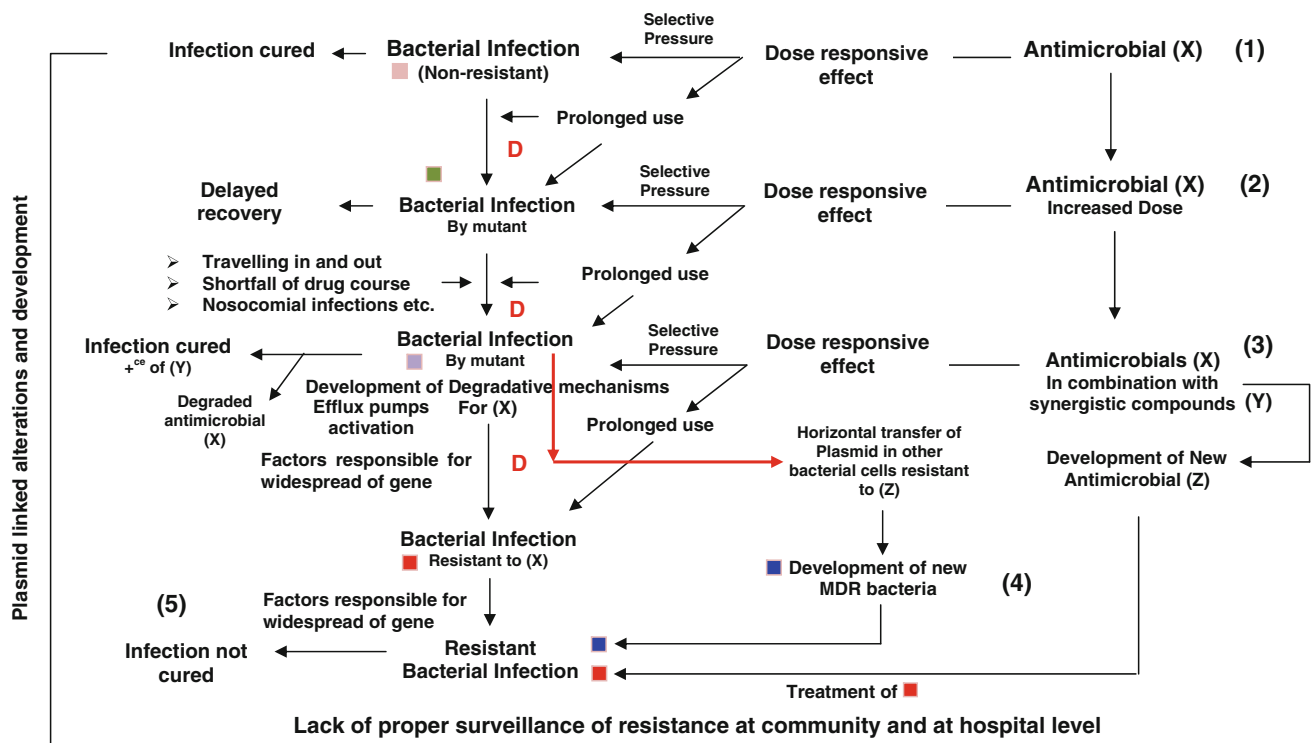 Plasmid linked alterations and development
Infection cured
Bacterial Infection
(Non-resistant)
Selective
Pressure
Dose responsive
effect
Antimicrobial (X)
(1)
Prolonged use
D
Delayed
recovery
Bacterial Infection
By mutant
Selective
Pressure
Dose responsive
effect
Antimicrobial (X)
Increased Dose
(2)
➢ Travelling in and out
➢ Shortfall of drug course
➢ Nosocomial infections etc.
D
Prolonged use
Infection cured
+ce of (Y)
Degraded
antimicrobial
(X)
Bacterial Infection
By mutant
Development of Degradative mechanisms
For (X)
Efflux pumps
activation
Selective
Pressure
Dose responsive
effect
Antimicrobials (X)
In combination with
synergistic compounds
(Y)
(3)
Prolonged use
Factors responsible for
widespread of gene
D
Horizontal transfer of
Plasmid in other
bacterial cells resistant
to (Z)
Development of New
Antimicrobial (Z)
Bacterial Infection
Resistant to (X)
Development of new
MDR bacteria
(4)
(5)
Factors responsible for
widespread of gene
Infection not
cured
Resistant
Bacterial Infection
Treatment of
Lack of proper surveillance of resistance at community and at hospital level